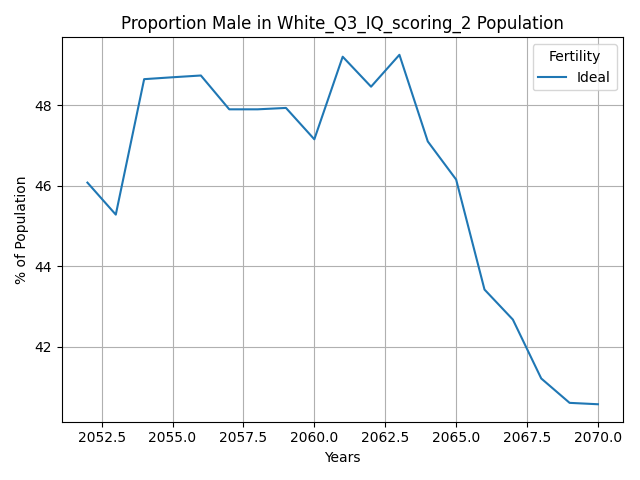 Proportion Male in White_Q3_IQ_scoring_2 Population
Fertility
Ideal
% of Population
48
46
44
42
2052.5 2055.0 2057.5 2060.0 2062.5 2065.0 2067.5 2070.0
Years